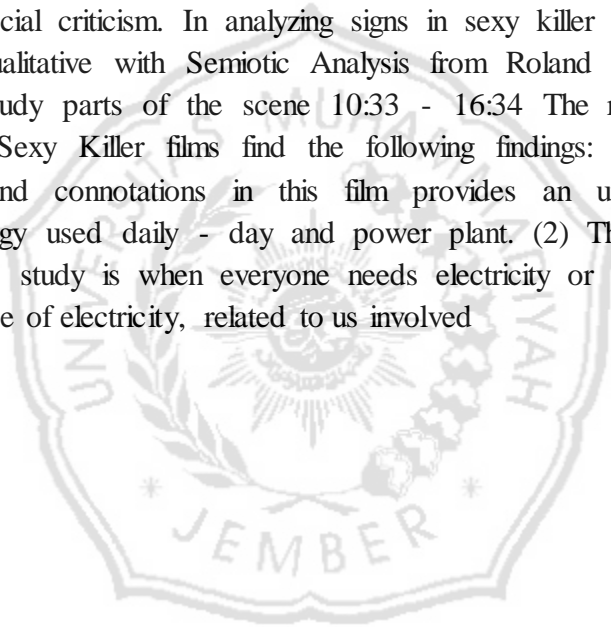 cial criticism. In analyzing signs in sexy killer
ualitative with Semiotic Analysis from Roland
udy parts of the scene 10:33 - 16:34 The r
Sexy Killer films find the following findings:
nd connotations in this film provides an u
gy used daily - day and power plant. (2) Th
study is when everyone needs electricity or
e of electricity, related to us involved
UNIVERSITAS MUHAMMADIYAH
JEMBER